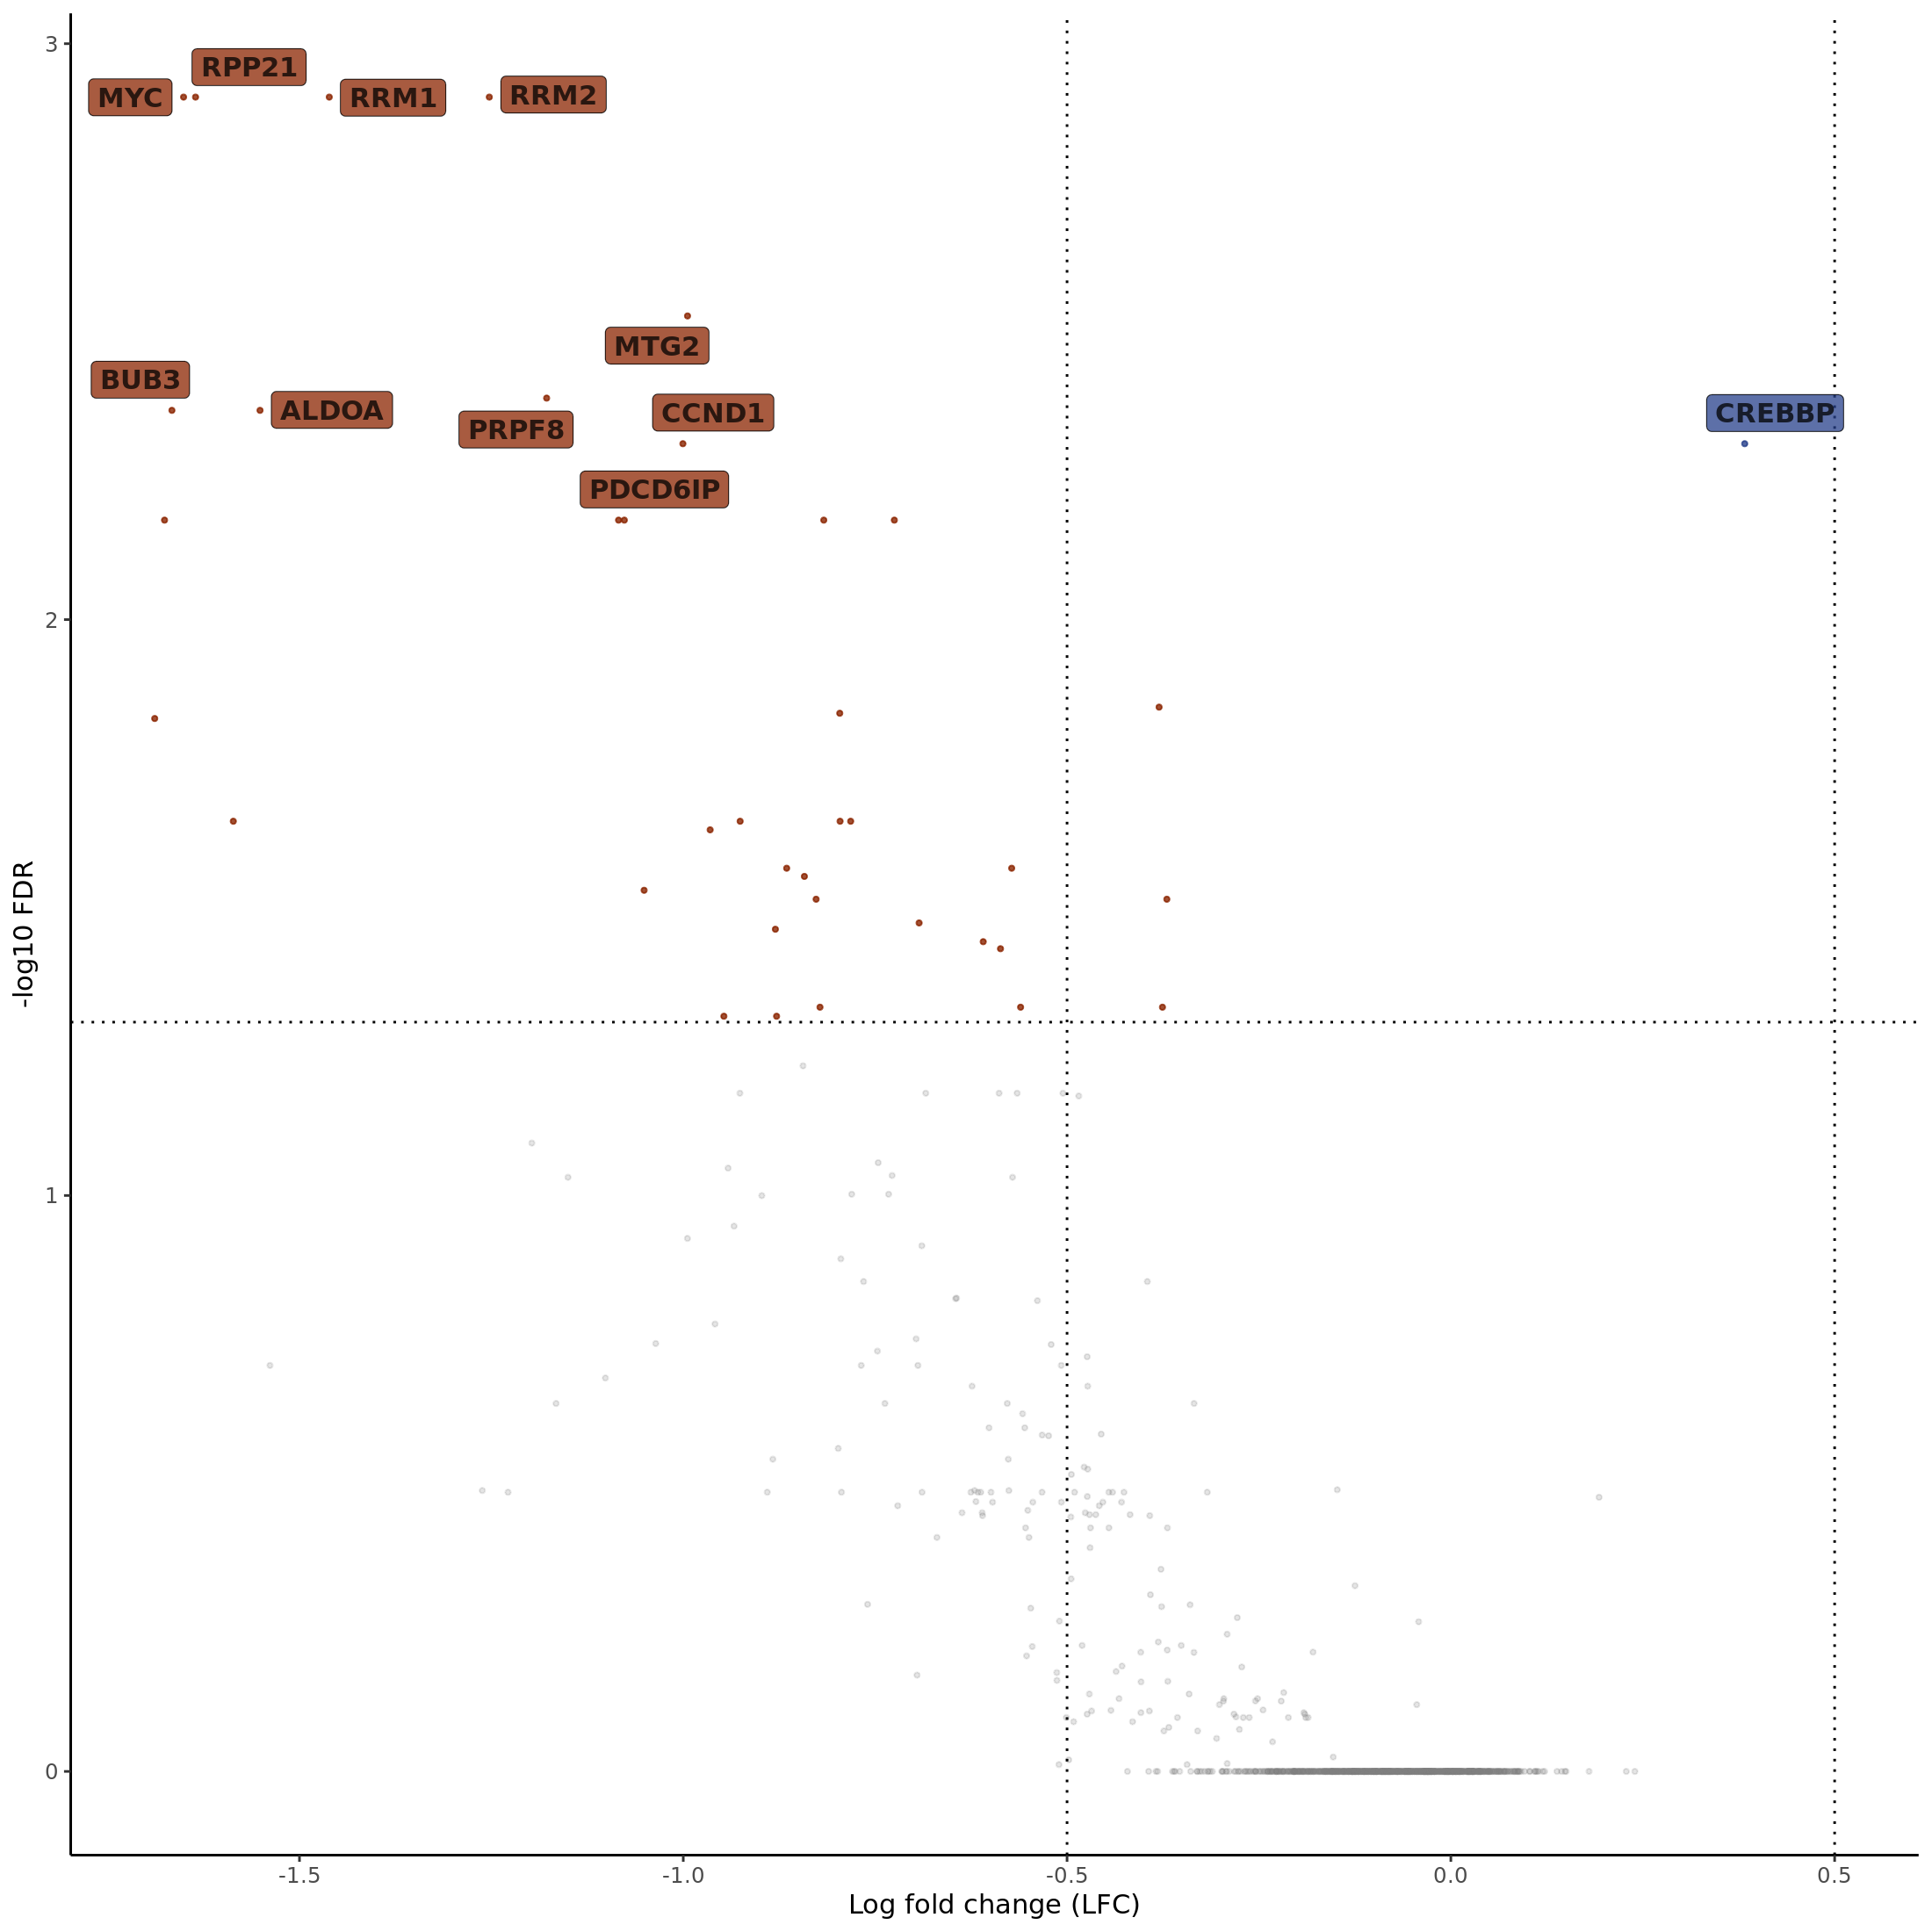 3
RPP21
MYC
RRM1
RRM2
MTG2
BUB3
ALDOA
CCND1
CREBBP
PRPF8
PDCD6IP
2
-log10 FDR
1
0
-1.5
-1.0
-0.5
0.0
0.5
Log fold change (LFC)